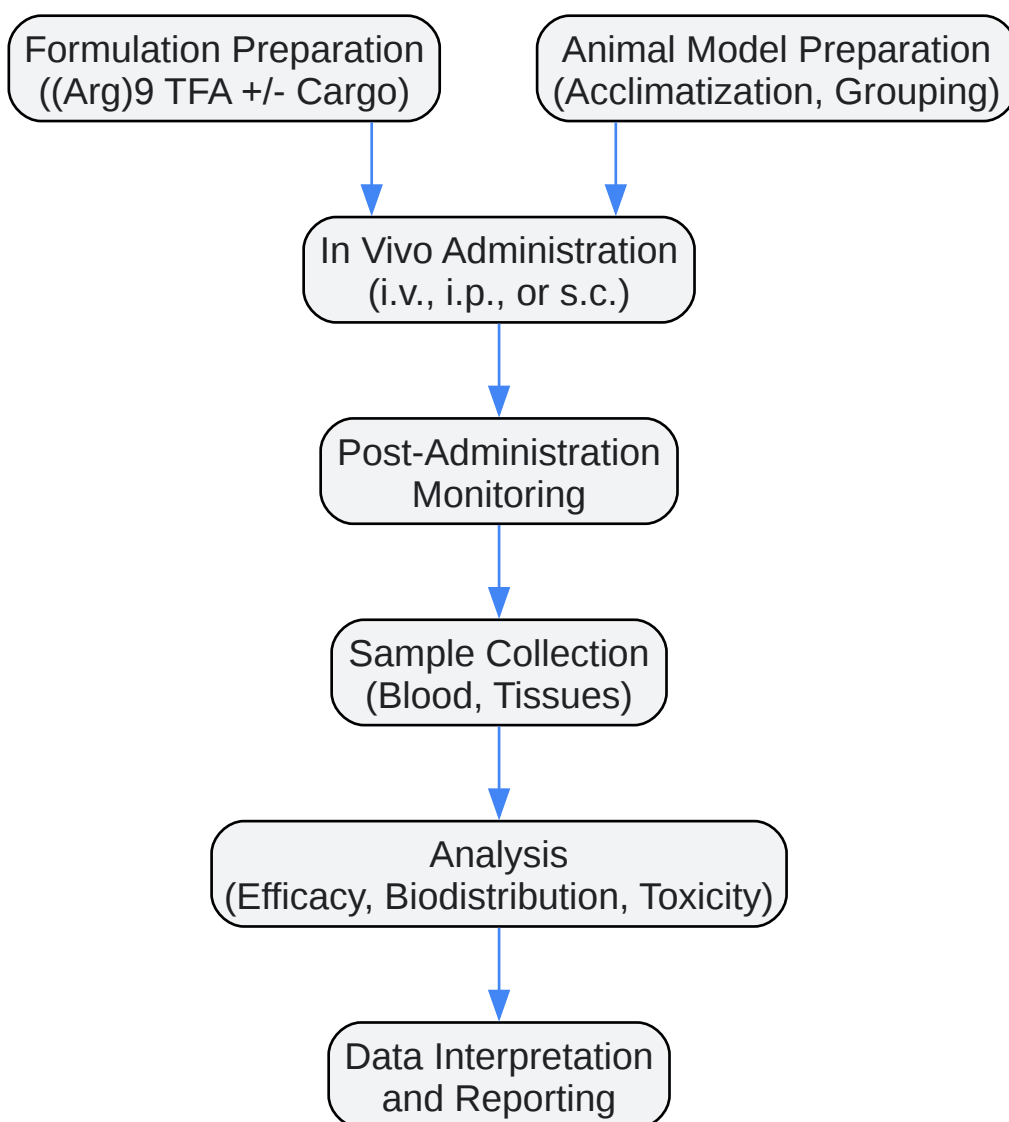 Formulation Preparation
((Arg)9 TFA +/- Cargo)
Animal Model Preparation
(Acclimatization, Grouping)
In Vivo Administration
(i.v., i.p., or s.c.)
Post-Administration
Monitoring
Sample Collection
(Blood, Tissues)
Analysis
(Efficacy, Biodistribution, Toxicity)
Data Interpretation
and Reporting